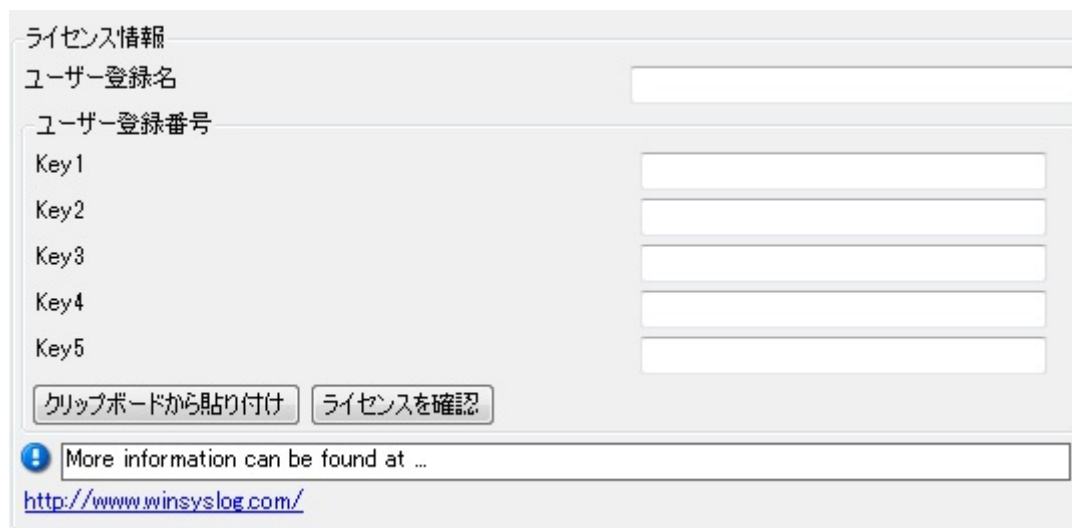 ライセンス情報
ユーザー登録名
ユーザー登録番号
Key1
Key2
Key3
Key4
Key5
クリップボードから貼り付け ライセンスを確認
More information can be found at ...
http://www.winsyslog.com/